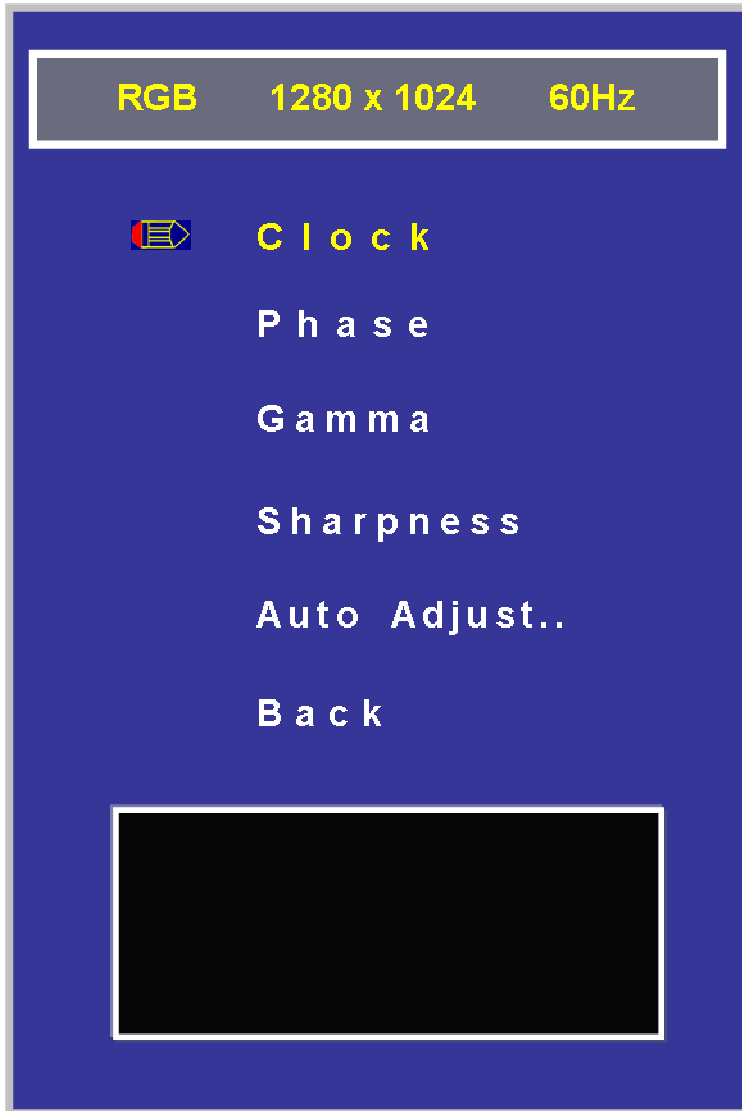 RGB 1280 x 1024 60Hz
Clock
Phase
Gamma
Sharpness
Auto Adjust..
Back